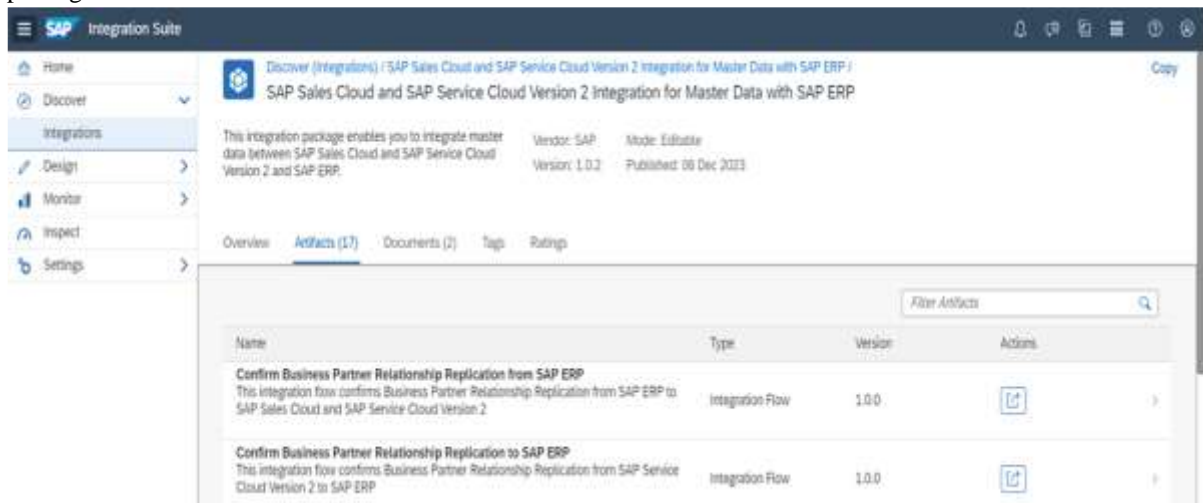 SAP Integration Suite
Home
Discover
Integrations
Design
Monitor
Inspect
Settings
Discover (Integrations) / SAP Sales Cloud and SAP Service Cloud Version 2 Integration for Master Data with SAP ERP /
Copy
SAP Sales Cloud and SAP Service Cloud Version 2 Integration for Master Data with SAP ERP
This integration package enables you to integrate master
data between SAP Sales Cloud and SAP Service Cloud
Version 2 and SAP ERP.
Vendor: SAP Mode: Editable
Version: 1.0.2 Published: 06 Dec 2023
Overview Artifacts (17) Documents (2) Tags Ratings
Filter Artifacts
Name Type Version Actions
Confirm Business Partner Relationship Replication from SAP ERP
This integration flow confirms Business Partner Relationship Replication from SAP ERP to
SAP Sales Cloud and SAP Service Cloud Version 2
Integration Flow 1.0.0
Confirm Business Partner Relationship Replication to SAP ERP
This integration flow confirms Business Partner Relationship Replication from SAP Service
Cloud Version 2 to SAP ERP
Integration Flow 1.0.0